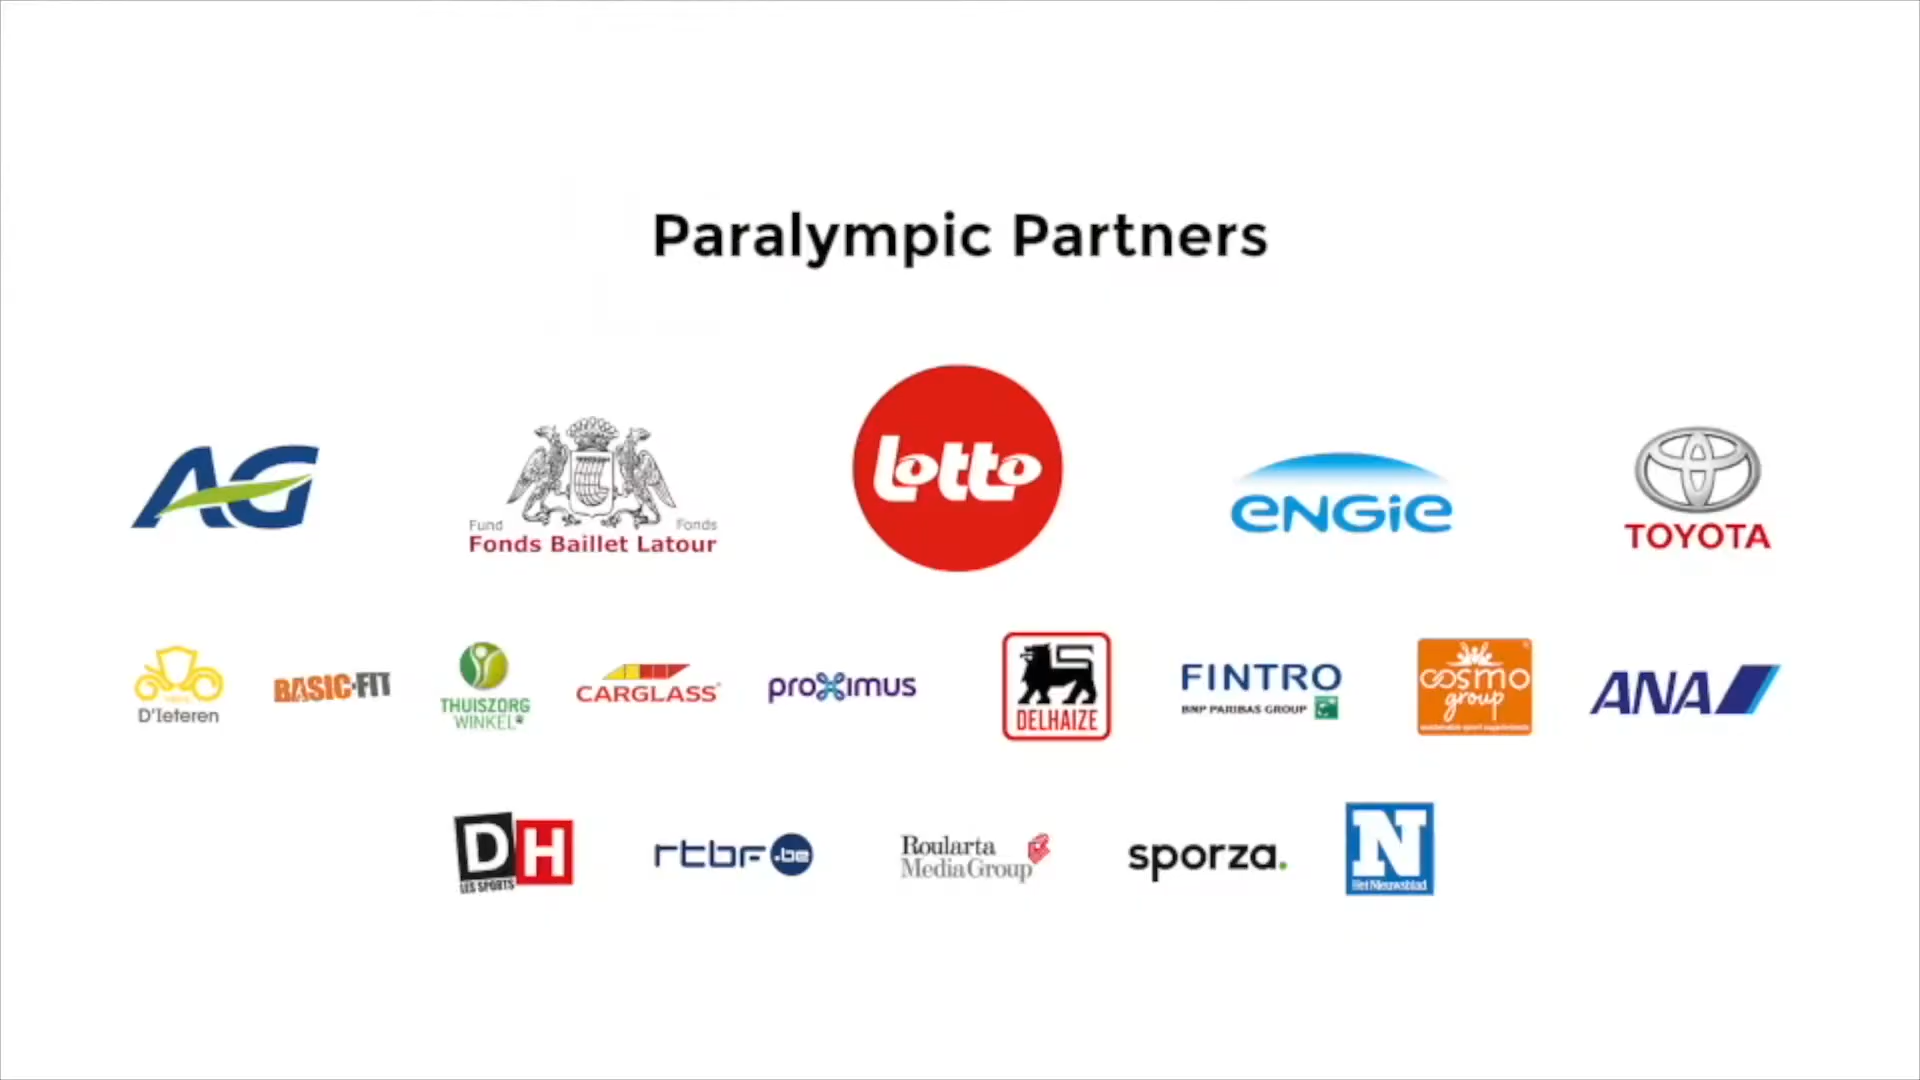 Paralympic Partners
AG
Fund Fonds
Fonds Baillet Latour
Lotto
ENGIE
TOYOTA
D'Ieteren
BASIC-FIT
THUISZORG
WINKEL
CARGLASS
proximus
DELHAIZE
FINTRO
BNP PARIBAS GROUP
cosmo
group
ANA
DH
LES SPORTS
rtbf.be
Roularta
Media Group
sporza.
N
Het Nieuwsblad